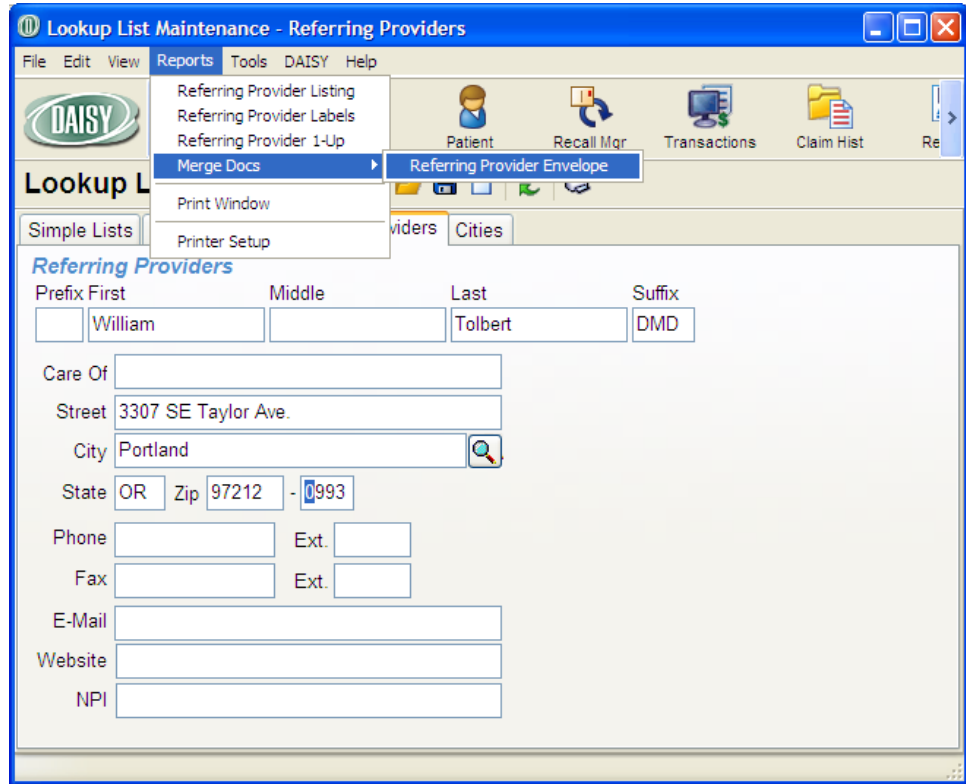 Lookup List Maintenance - Referring Providers
File Edit View Reports Tools DAISY Help
Referring Provider Listing
Referring Provider Labels
Referring Provider 1-Up
Merge Docs
Referring Provider Envelope
Print Window
Printer Setup
DAISY
Patient Recall Mgr Transactions Claim Hist Re
Lookup L
Simple Lists viders Cities
Referring Providers
Prefix First Middle Last Suffix
William Tolbert DMD
Care Of
Street 3307 SE Taylor Ave.
City Portland
State OR Zip 97212 - 0993
Phone Ext.
Fax Ext.
E-Mail
Website
NPI